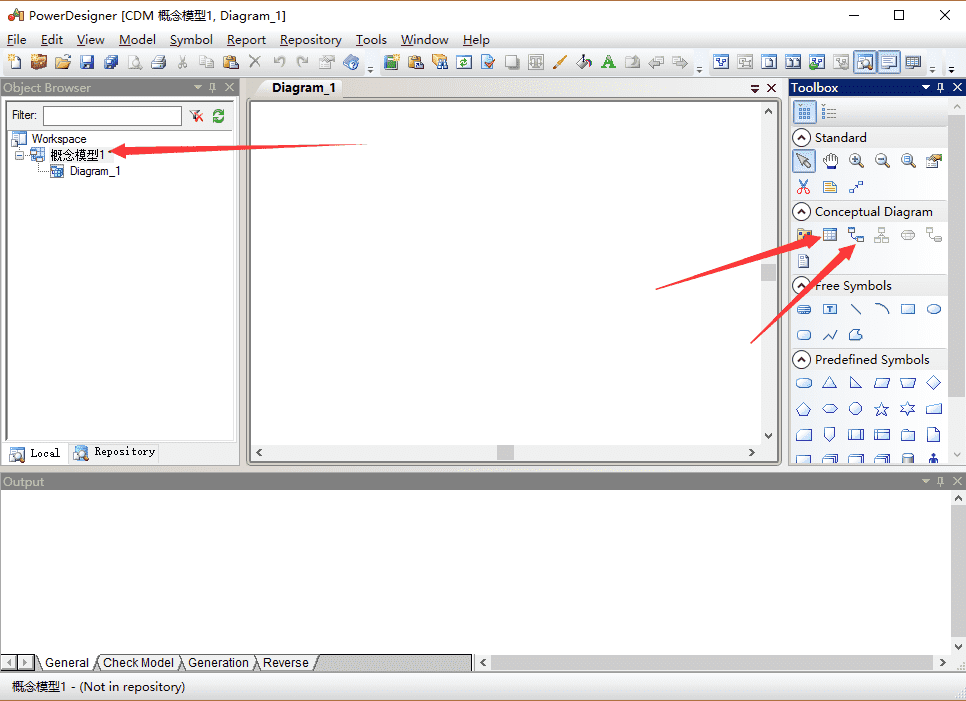 PowerDesigner [CDM 概念模型1, Diagram_1]
File Edit View Model Symbol Report Repository Tools Window Help
Object Browser
Filter:
Workspace
概念模型1
Diagram_1
Local Repository
Diagram_1
Toolbox
Standard
Conceptual Diagram
Free Symbols
Predefined Symbols
Output
General Check Model Generation Reverse
概念模型1 - (Not in repository)